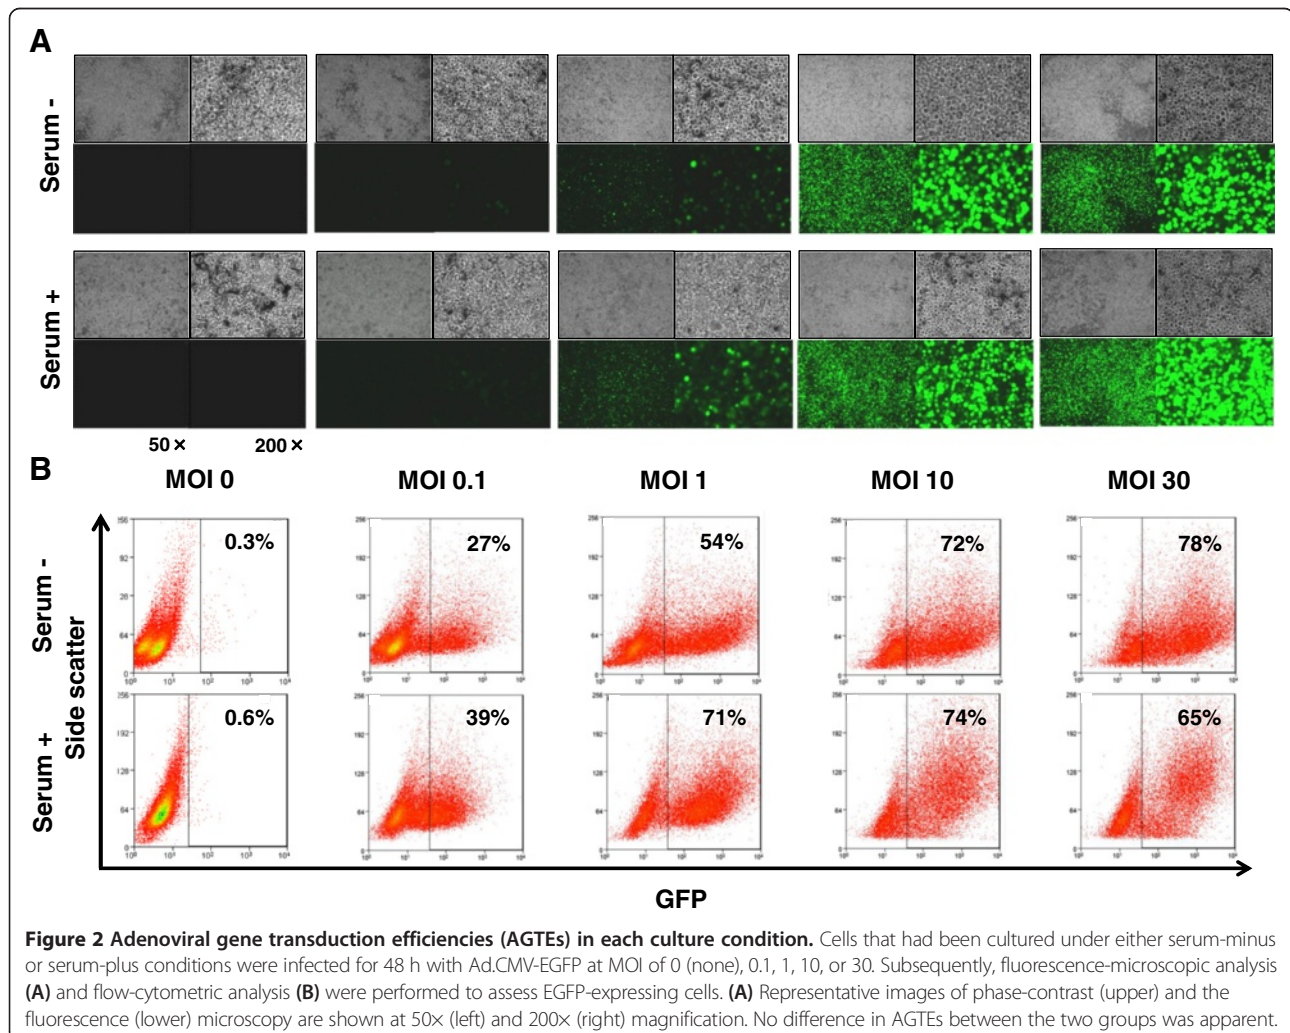 A
Serum -
Serum +
50 × 200 ×
B
MOI 0 MOI 0.1 MOI 1 MOI 10 MOI 30
Serum -
0.3% 27% 54% 72% 78%
Serum +
0.6% 39% 71% 74% 65%
Side scatter
GFP
Figure 2 Adenoviral gene transduction efficiencies (AGTEs) in each culture condition. Cells that had been cultured under either serum-minus
or serum-plus conditions were infected for 48 h with Ad.CMV-EGFP at MOI of 0 (none), 0.1, 1, 10, or 30. Subsequently, fluorescence-microscopic analysis
(A) and flow-cytometric analysis (B) were performed to assess EGFP-expressing cells. (A) Representative images of phase-contrast (upper) and the
fluorescence (lower) microscopy are shown at 50× (left) and 200× (right) magnification. No difference in AGTEs between the two groups was apparent.